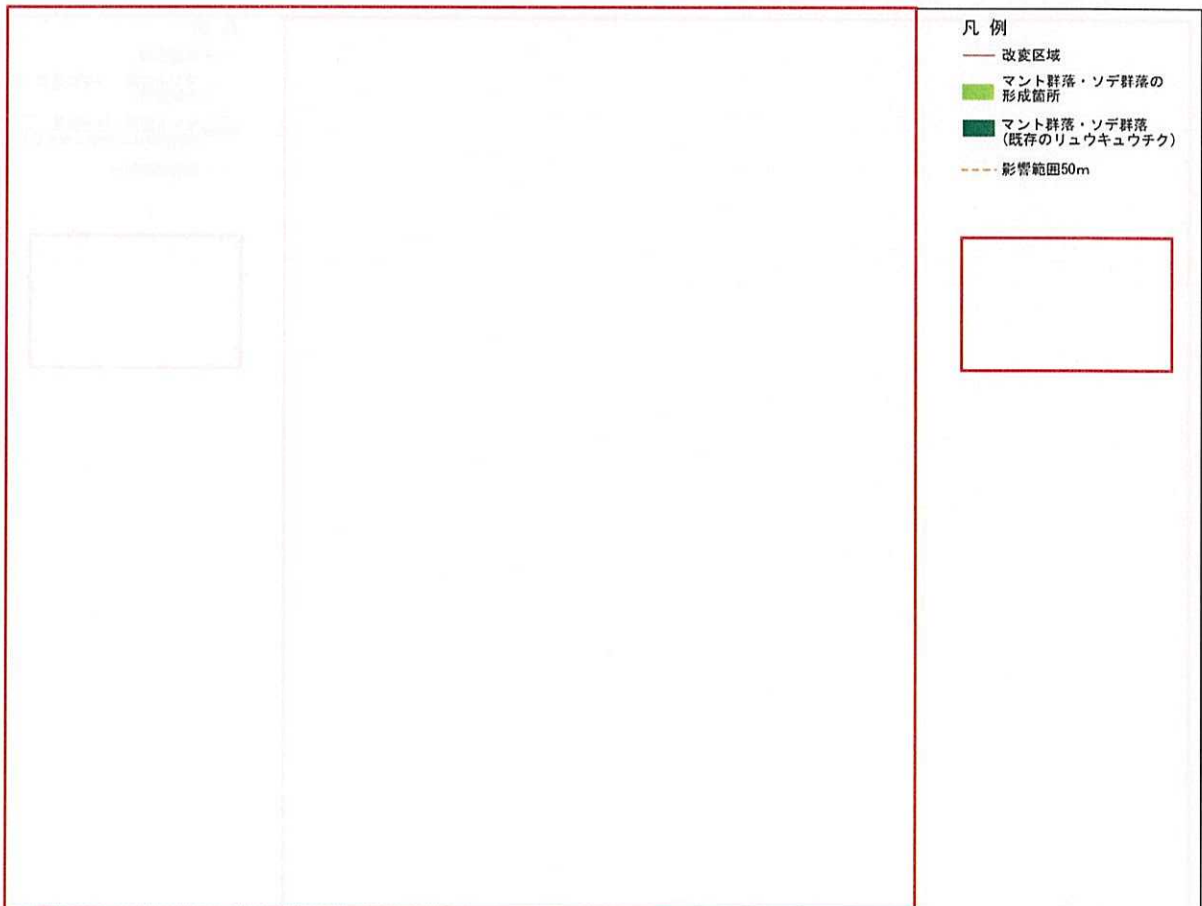 凡 例
改変区域
マント群落・ソデ群落の
形成箇所
マント群落・ソデ群落
(既存のリュウキュウチク)
影響範囲50m